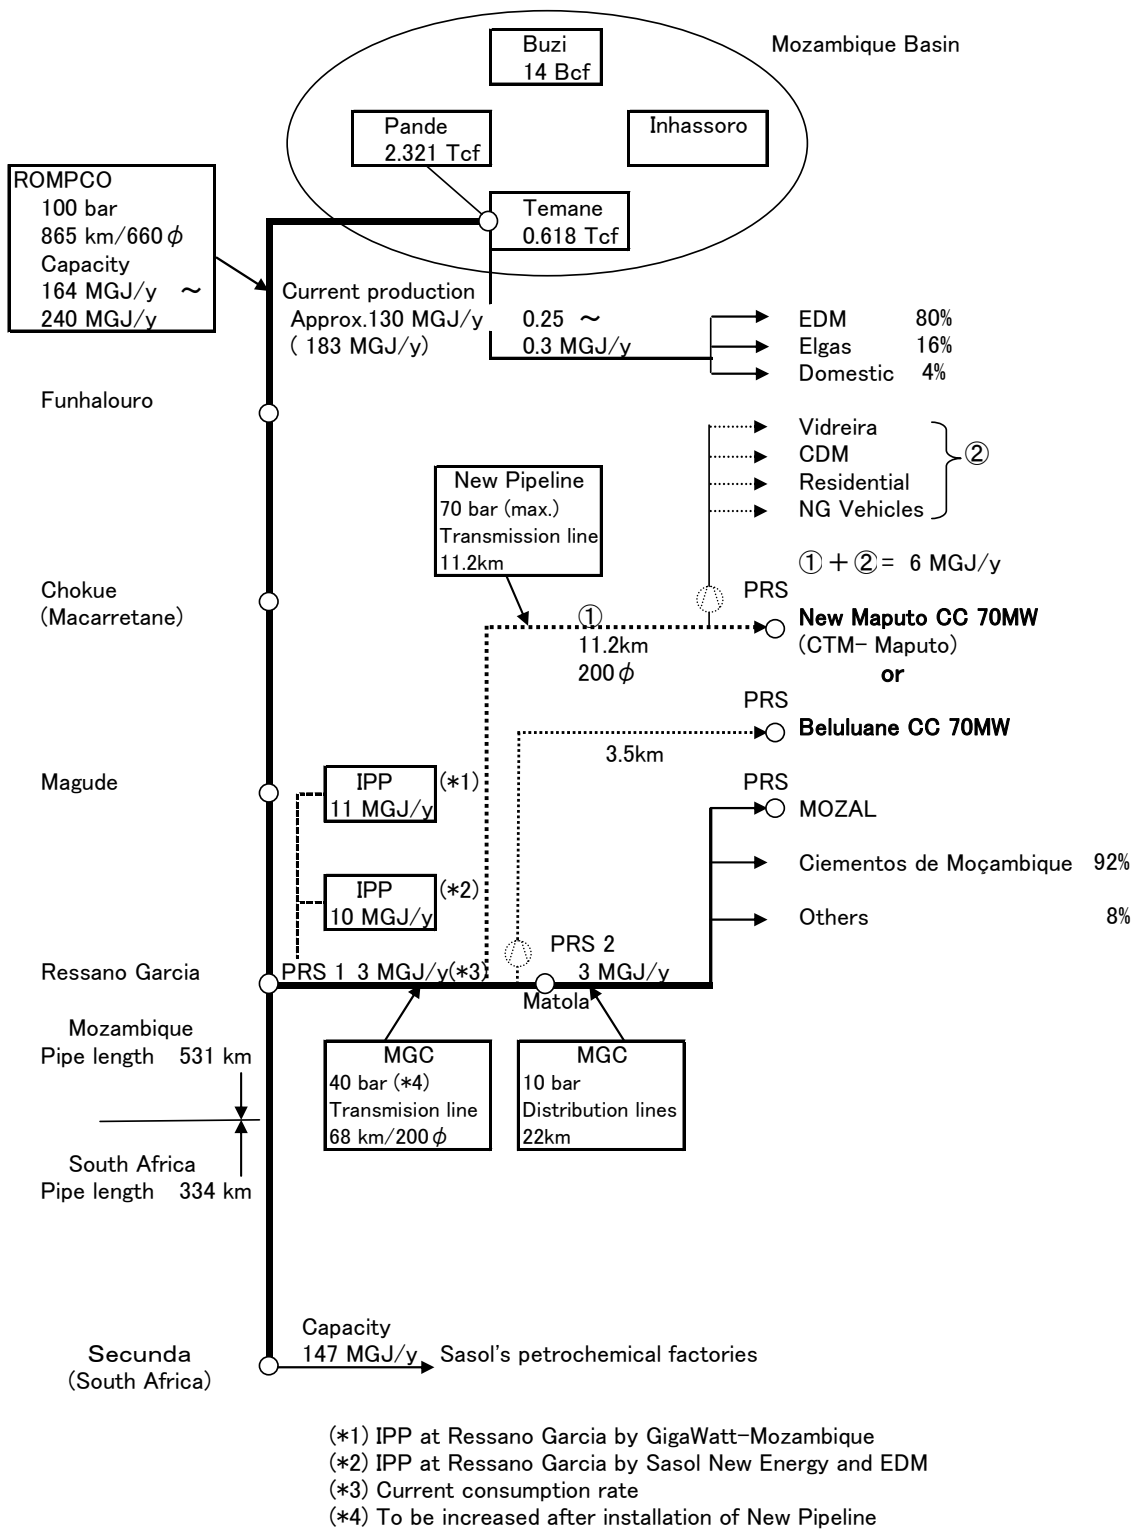 Buzi
14 Bcf
Mozambique Basin
Pande
2.321 Tcf
Inhassoro
ROMPCO
100 bar
865 km/660φ
Capacity
164 MGJ/y ～
240 MGJ/y
Temane
0.618 Tcf
Current production
Approx.130 MGJ/y
( 183 MGJ/y)
0.25 ～
0.3 MGJ/y
EDM 80%
Elgas 16%
Domestic 4%
Funhalouro
Vidreira
CDM
Residential
NG Vehicles
②
New Pipeline
70 bar (max.)
Transmission line
11.2km
①＋②= 6 MGJ/y
Chokue
(Macarretane)
PRS
①
11.2km
200φ
New Maputo CC 70MW
(CTM- Maputo)
or
PRS
Beluluane CC 70MW
3.5km
Magude
IPP
11 MGJ/y
(*1)
PRS
MOZAL
Ciementos de Moçambique 92%
IPP
10 MGJ/y
(*2)
Others 8%
Ressano Garcia
PRS 1 3 MGJ/y(*3)
PRS 2
3 MGJ/y
Matola
Mozambique
Pipe length 531 km
MGC
40 bar (*4)
Transmision line
68 km/200φ
MGC
10 bar
Distribution lines
22km
South Africa
Pipe length 334 km
Secunda
(South Africa)
Capacity
147 MGJ/y
Sasol's petrochemical factories
(*1) IPP at Ressano Garcia by GigaWatt-Mozambique
(*2) IPP at Ressano Garcia by Sasol New Energy and EDM
(*3) Current consumption rate
(*4) To be increased after installation of New Pipeline